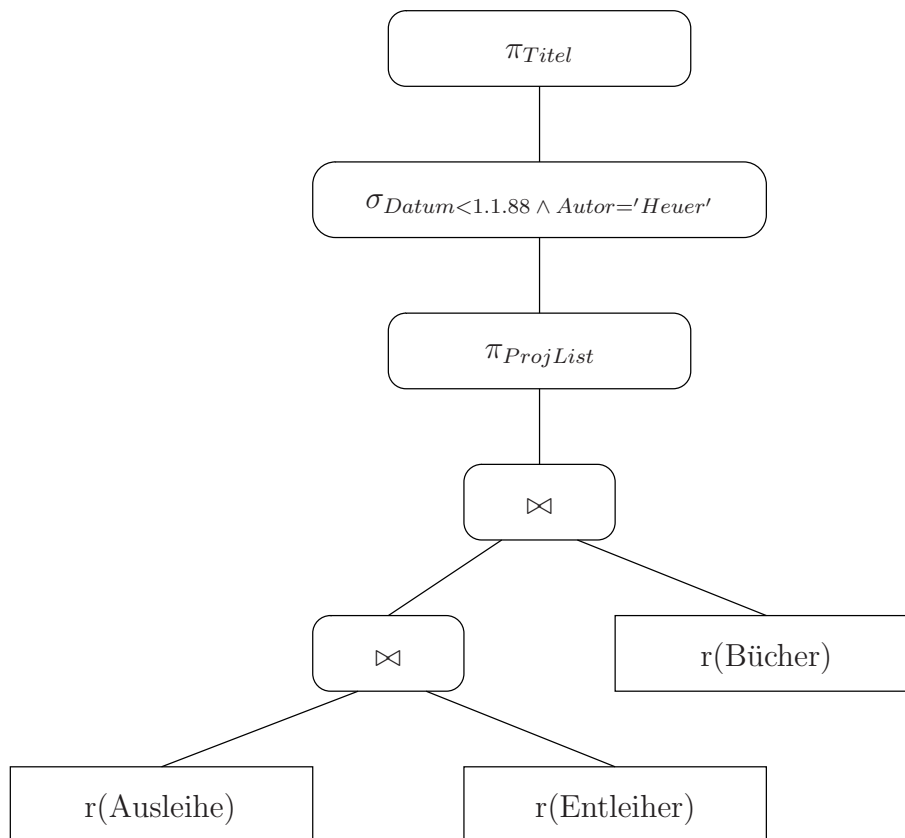 π_Titel
σ_Datum<1.1.88 ∧ Autor='Heuer'
π_ProjList
⋈
⋈
r(Bücher)
r(Ausleihe)
r(Entleiher)